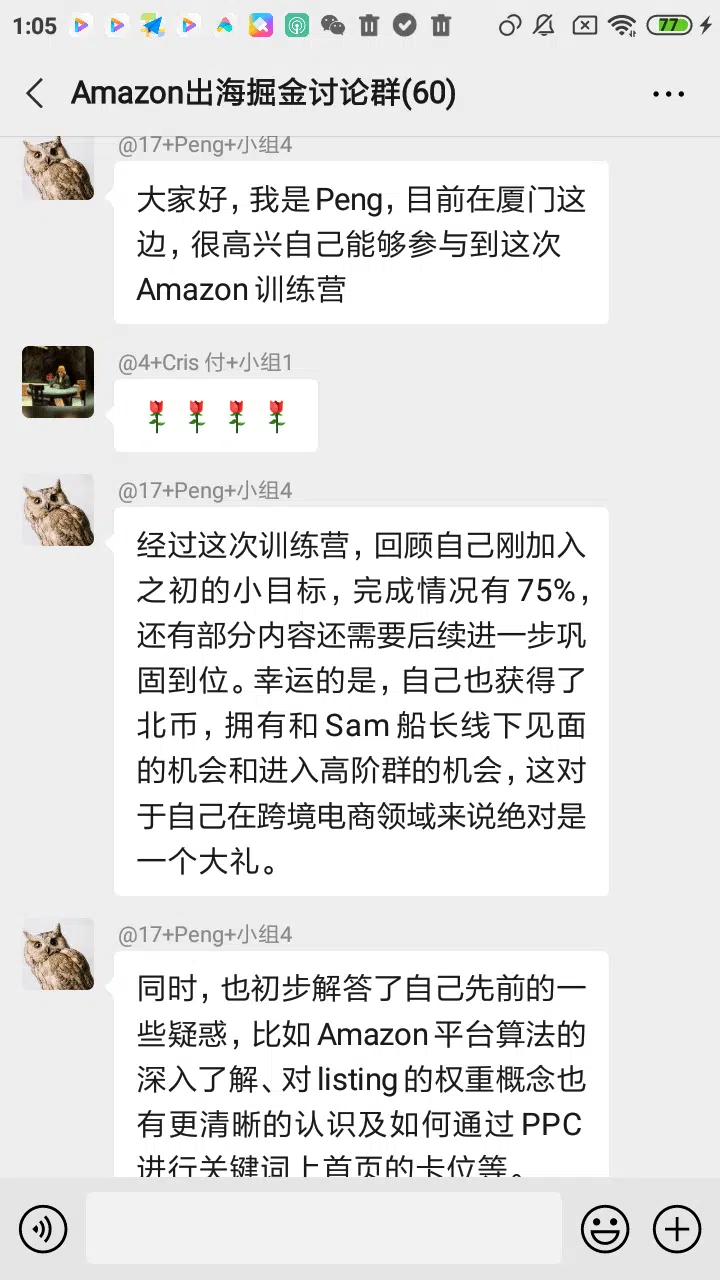 1:05
77
Amazon出海掘金讨论群(60)
@17+Peng+小组4
大家好，我是Peng，目前在厦门这
边，很高兴自己能够参与到这次
Amazon训练营
@4+Cris 付+小组1
@17+Peng+小组4
经过这次训练营，回顾自己刚加入
之初的小目标，完成情况有75%，
还有部分内容还需要后续进一步巩
固到位。幸运的是，自己也获得了
北币，拥有和Sam船长线下见面
的机会和进入高阶群的机会，这对
于自己在跨境电商领域来说绝对是
一个大礼。
@17+Peng+小组4
同时，也初步解答了自己先前的一
些疑惑，比如Amazon平台算法的
深入了解、对listing的权重概念也
有更清晰的认识及如何通过PPC
进行关键词上首页的卡位等。